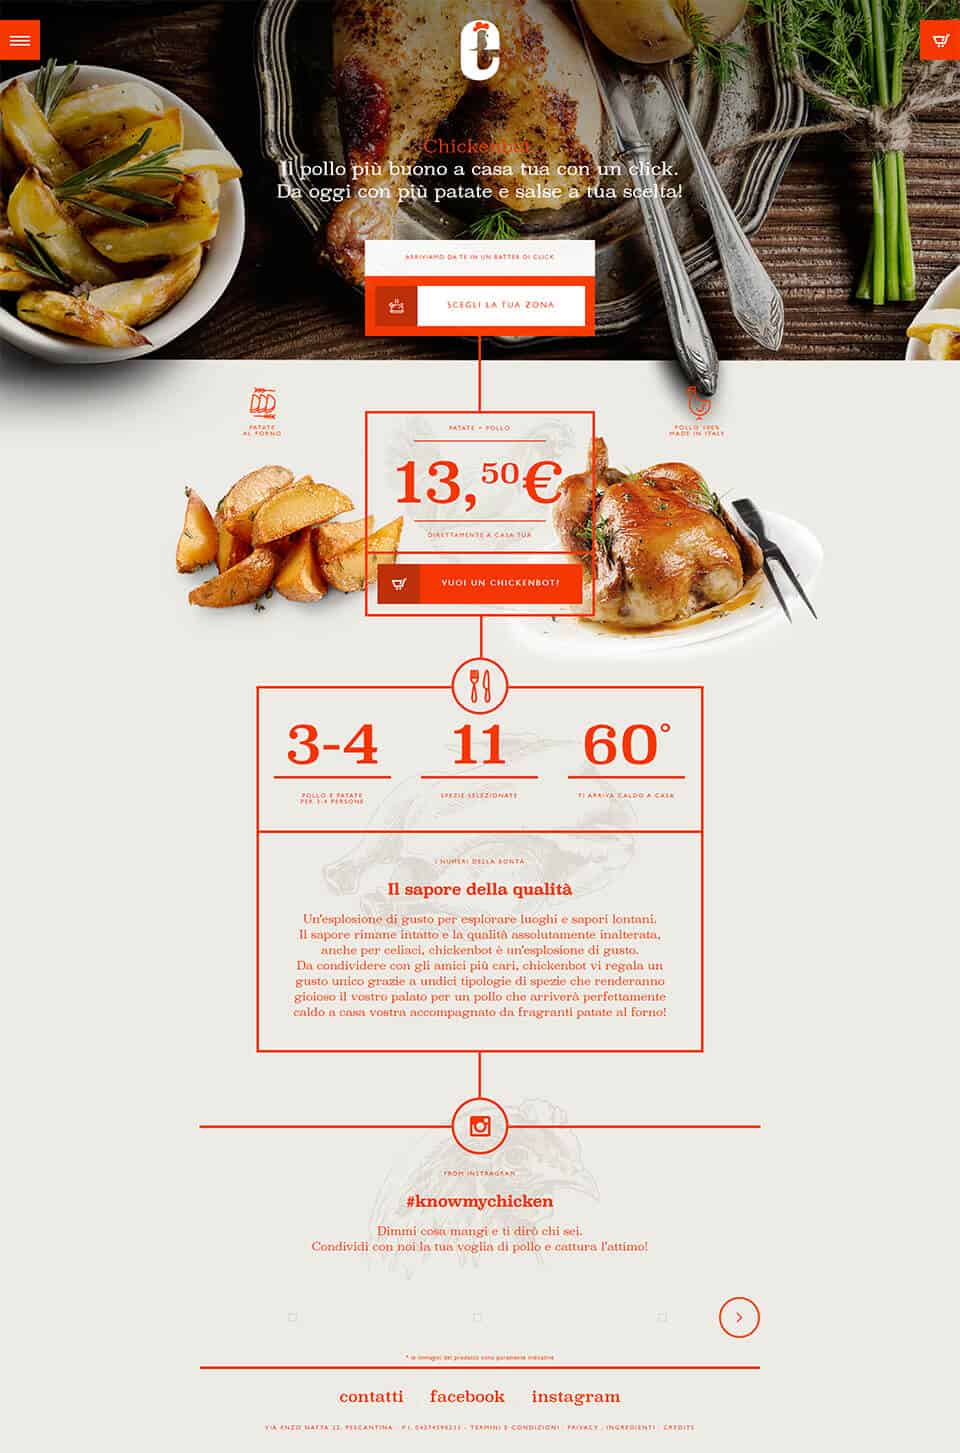 Chickenbot
Il pollo più buono a casa tua con un click.
Da oggi con più patate e salse a tua scelta!
ARRIVIAMO DA TE IN UN BATTER DI CLICK
SCEGLI LA TUA ZONA
PATATE
AL FORNO
POLLO 100%
MADE IN ITALY
PATATE + POLLO
13,50€
DIRETTAMENTE A CASA TUA
VUOI UN CHICKENBOT?
3-4
POLLO E PATATE
PER 3-4 PERSONE
11
SPEZIE SELEZIONATE
60°
TI ARRIVA CALDO A CASA
I NUMERI DELLA BONTÀ
Il sapore della qualità
Un'esplosione di gusto per esplorare luoghi e sapori lontani.
Il sapore rimane intatto e la qualità assolutamente inalterata,
anche per celiaci, chickenbot è un'esplosione di gusto.
Da condividere con gli amici più cari, chickenbot vi regala un
gusto unico grazie a undici tipologie di spezie che renderanno
gioioso il vostro palato per un pollo che arriverà perfettamente
caldo a casa vostra accompagnato da fragranti patate al forno!
FROM INSTAGRAM
#knowmychicken
Dimmi cosa mangi e ti dirò chi sei.
Condividi con noi la tua voglia di pollo e cattura l'attimo!
* le immagini del prodotto sono puramente indicative
contatti facebook instagram
VIA ENZO NATTA 22, PESCANTINA - P.I. - TERMINI E CONDIZIONI . PRIVACY . INGREDIENTI . CREDITS